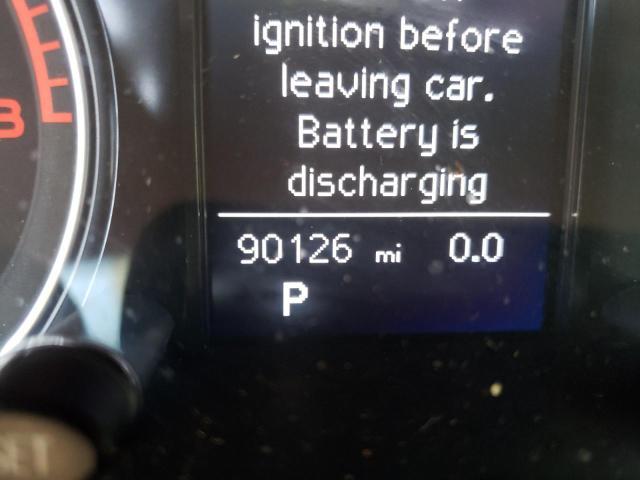 ignition before
leaving car.
Battery is
discharging
90126 mi 0.0
P